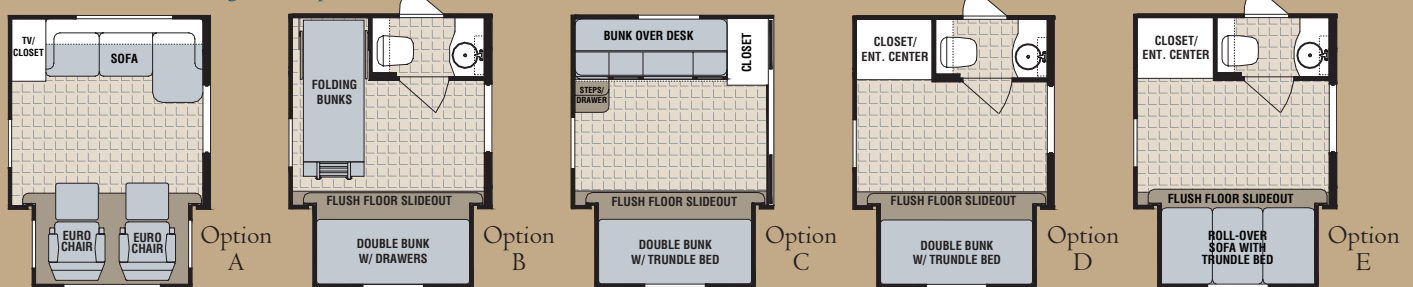 TV/
CLOSET
SOFA
EURO
CHAIR
EURO
CHAIR
Option
A
FOLDING
BUNKS
FLUSH FLOOR SLIDEOUT
DOUBLE BUNK
W/ DRAWERS
Option
B
BUNK OVER DESK
CLOSET
STEPS/
DRAWER
FLUSH FLOOR SLIDEOUT
DOUBLE BUNK
W/ TRUNDLE BED
Option
C
CLOSET/
ENT. CENTER
FLUSH FLOOR SLIDEOUT
DOUBLE BUNK
W/ TRUNDLE BED
Option
D
CLOSET/
ENT. CENTER
FLUSH FLOOR SLIDEOUT
ROLL-OVER
SOFA WITH
TRUNDLE BED
Option
E